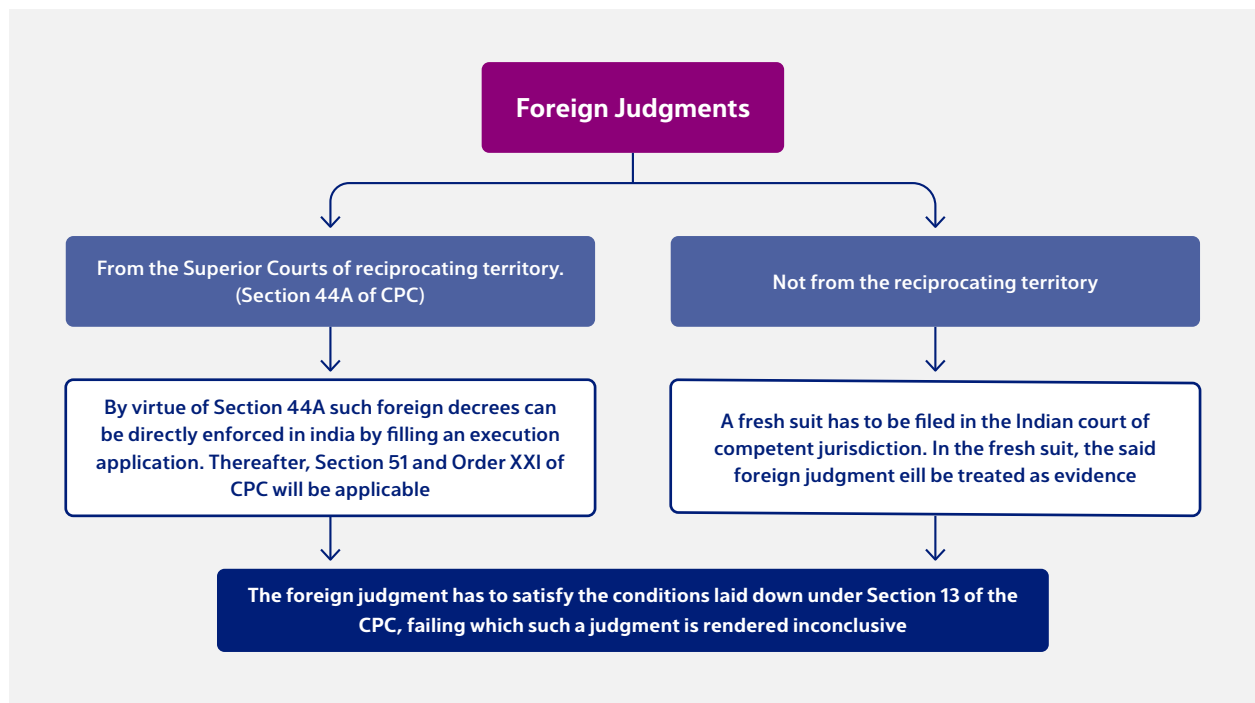 Foreign Judgments
From the Superior Courts of reciprocating territory.
(Section 44A of CPC)
Not from the reciprocating territory
By virtue of Section 44A such foreign decrees can
be directly enforced in india by filling an execution
application. Thereafter, Section 51 and Order XXI of
CPC will be applicable
A fresh suit has to be filed in the Indian court of
competent jurisdiction. In the fresh suit, the said
foreign judgment eill be treated as evidence
The foreign judgment has to satisfy the conditions laid down under Section 13 of the
CPC, failing which such a judgment is rendered inconclusive